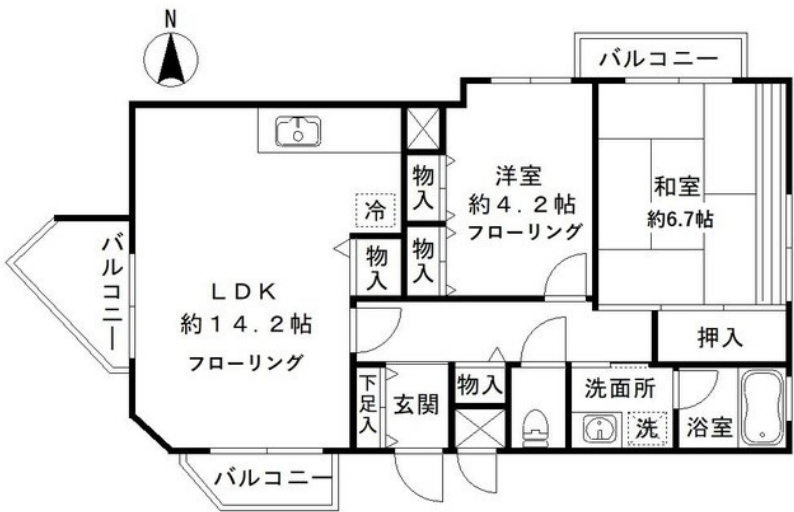 N
バルコニー
洋室
約4.2帖
フローリング
和室
約6.7帖
物入
物入
冷
物入
バルコニー
LDK
約14.2帖
フローリング
押入
下足入
玄関
物入
洗面所
洗
浴室
バルコニー